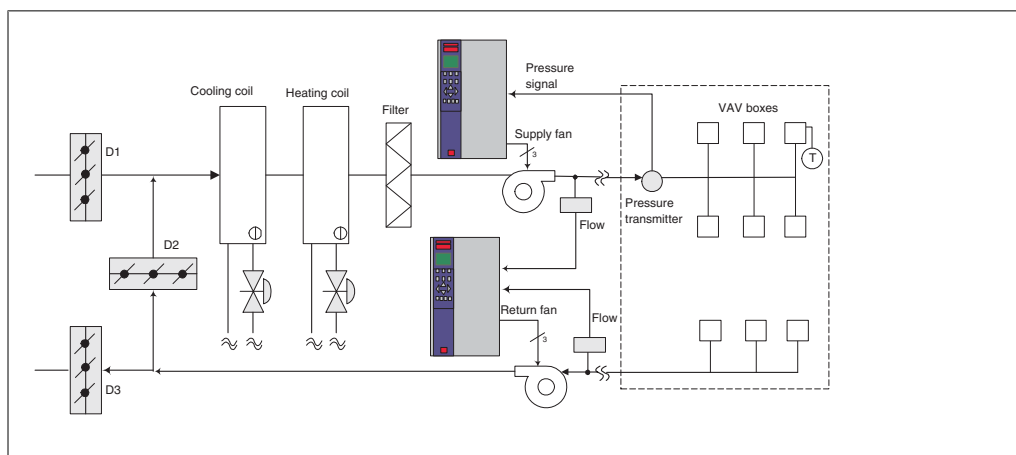 Cooling coil
Heating coil
Filter
Pressure
signal
VAV boxes
D1
Supply fan
3
T
D2
Pressure
transmitter
Flow
Return fan
3
Flow
D3